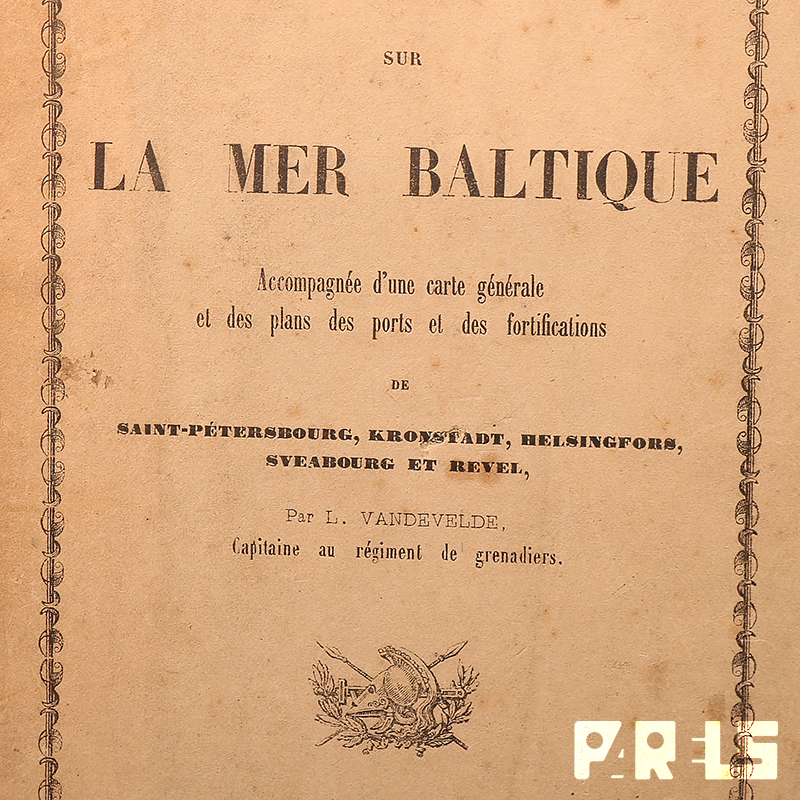 SUR
LA MER BALTIQUE
Accompagnée d'une carte générale
et des plans des ports et des fortifications
DE
SAINT-PÉTERSBOURG, KRONSTADT, HELSINGFORS,
SVEABOURG ET REVEL,
Par L. VANDEVELDE,
Capitaine au régiment de grenadiers.
PARELS